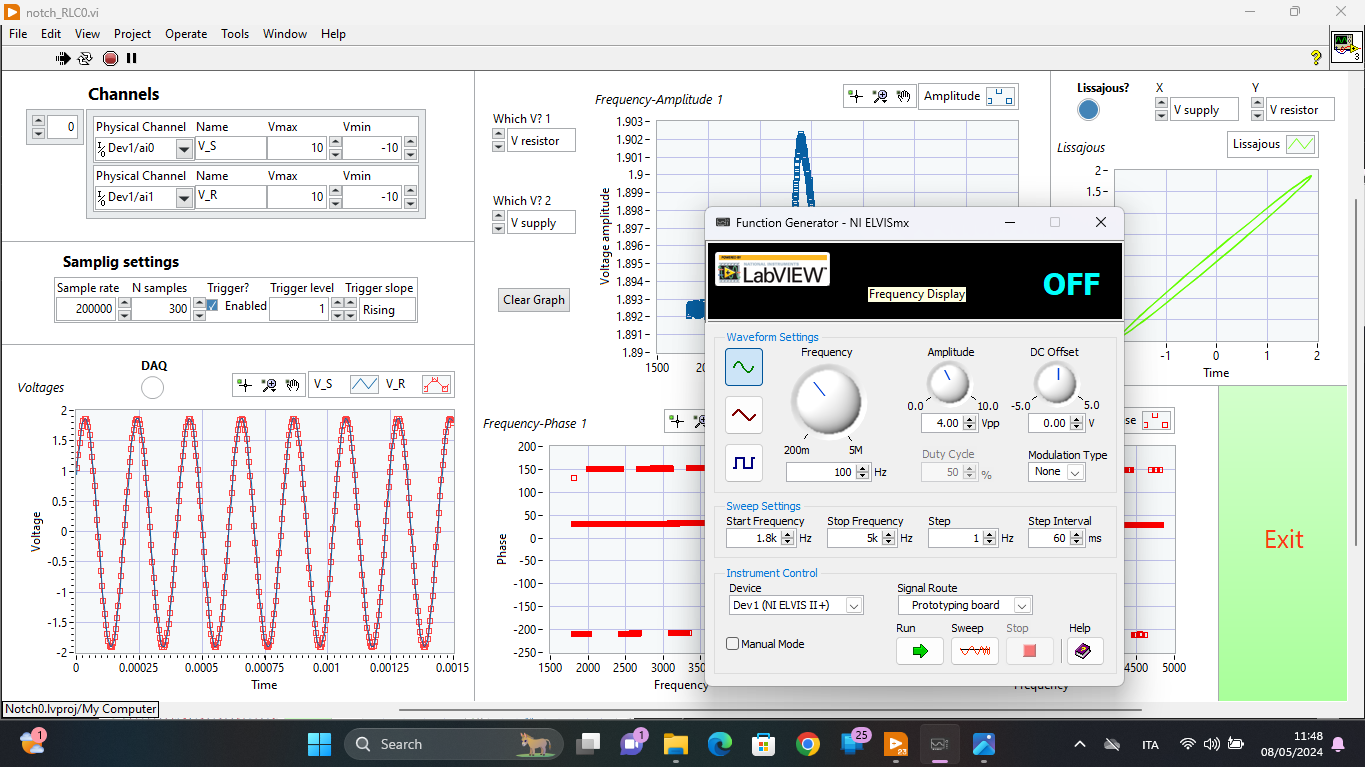 notch_RLC0.vi
File Edit View Project Operate Tools Window Help
3
Channels
0
Physical Channel Name Vmax Vmin
Dev1/ai0 V_S 10 -10
Physical Channel Name Vmax Vmin
Dev1/ai1 V_R 10 -10
Samplig settings
Sample rate N samples Trigger? Trigger level Trigger slope
200000 300 Enabled 1 Rising
DAQ
Voltages
V_S V_R
Voltage
2
1.5
1
0.5
0
-0.5
-1
-1.5
-2
0 0.00025 0.0005 0.00075 0.001 0.00125 0.0015
Time
Which V? 1
V resistor
Which V? 2
V supply
Clear Graph
Frequency-Amplitude 1
Amplitude
Voltage amplitude
1.903
1.902
1.901
1.9
1.899
1.898
1.897
1.896
1.895
1.894
1.893
1.892
1.891
1.89
1500 20
Frequency-Phase 1
Phase
200
150
100
50
0
-50
-100
-150
-200
-250
1500 2000 2500 3000
Frequency
se
4500 5000
Lissajous? X Y
V supply V resistor
Lissajous
Lissajous
2
1.5
-1 0 1 2
Time
Exit
Function Generator - NI ELVISmx
POWERED BY
NATIONAL INSTRUMENTS
LabVIEW™
Frequency Display
OFF
Waveform Settings
Frequency
200m 5M
100 Hz
Amplitude
0.0 10.0
4.00 Vpp
DC Offset
-5.0 5.0
0.00 V
Duty Cycle
50 %
Modulation Type
None
Sweep Settings
Start Frequency Stop Frequency Step Step Interval
1.8k Hz 5k Hz 1 Hz 60 ms
Instrument Control
Device Signal Route
Dev1 (NI ELVIS II+) Prototyping board
Manual Mode
Run Sweep Stop Help
Notch0.lvproj/My Computer
1
Search
1
25
23
ITA
11:48
08/05/2024